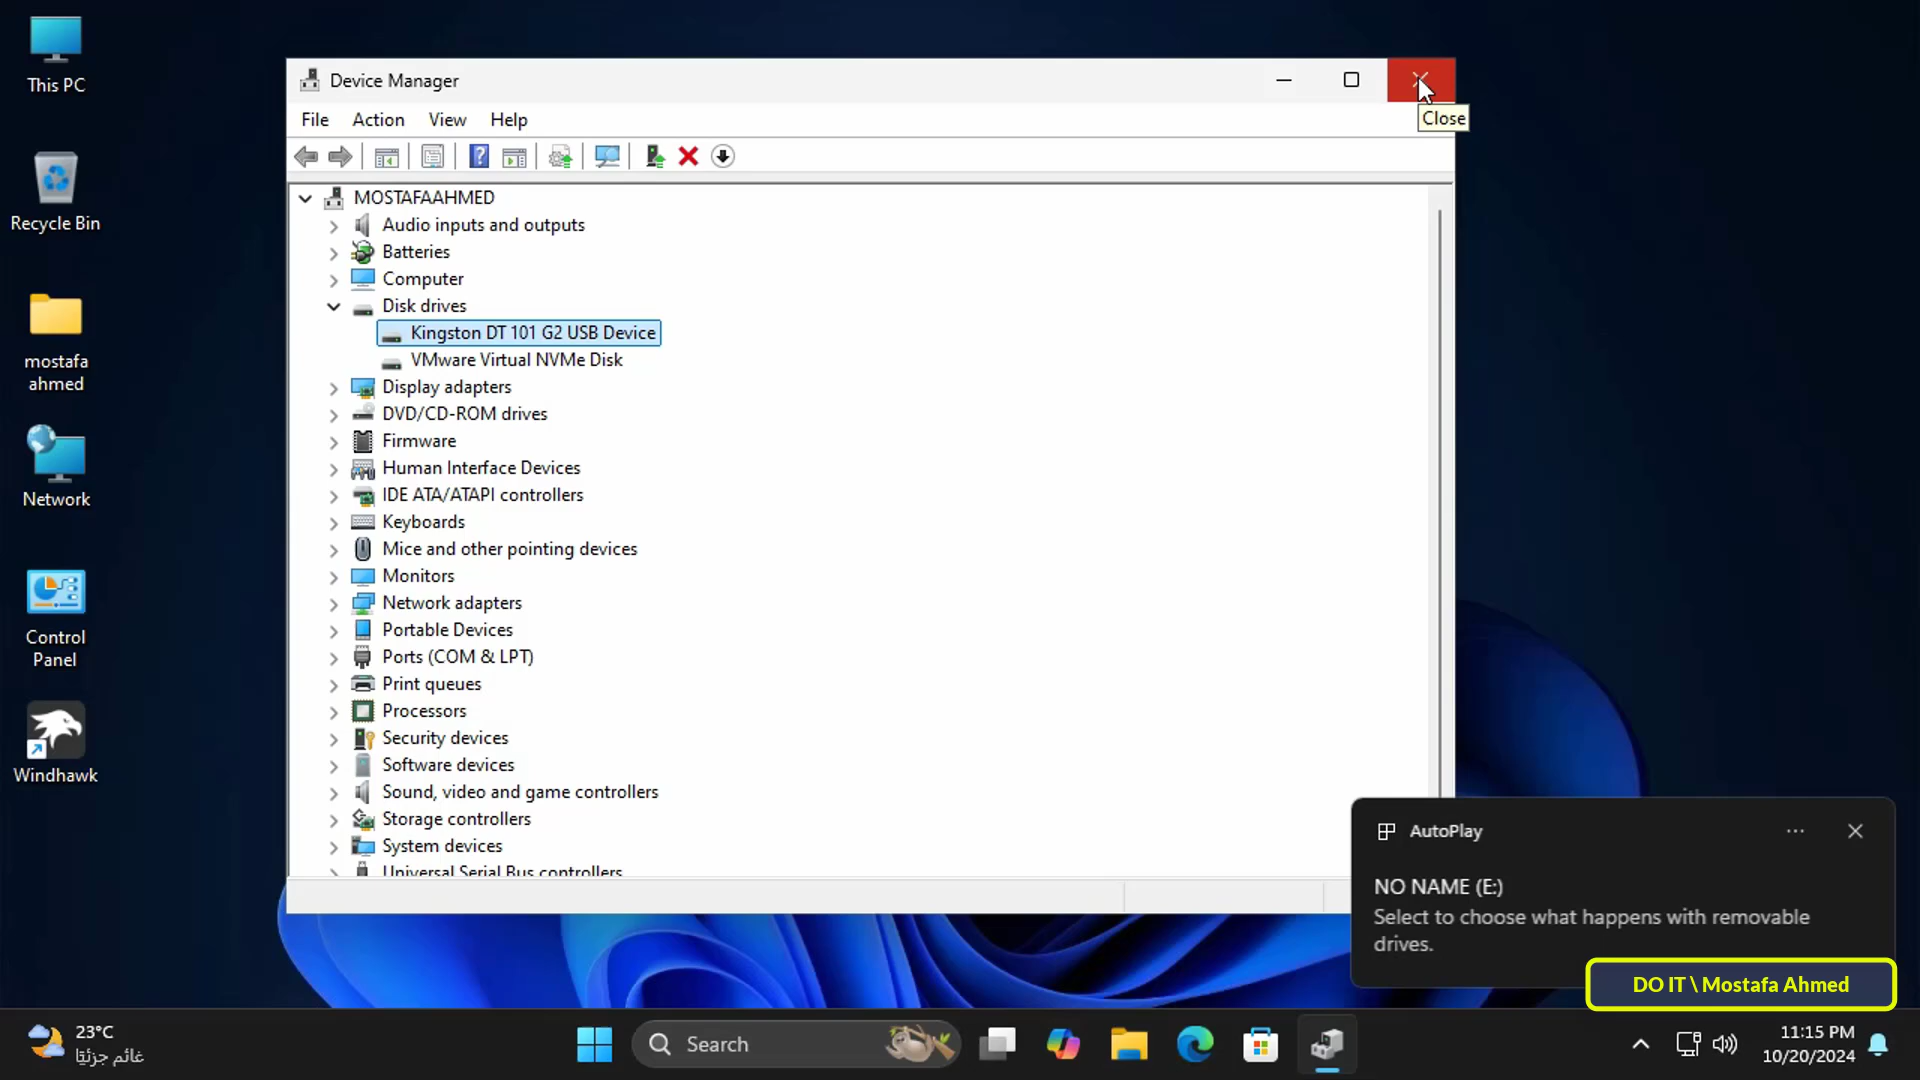 This PC
Recycle Bin
mostafa
ahmed
Network
Control
Panel
Windhawk
Device Manager
Close
File Action View Help
MOSTAFAAHMED
Audio inputs and outputs
Batteries
Computer
Disk drives
Kingston DT 101 G2 USB Device
VMware Virtual NVMe Disk
Display adapters
DVD/CD-ROM drives
Firmware
Human Interface Devices
IDE ATA/ATAPI controllers
Keyboards
Mice and other pointing devices
Monitors
Network adapters
Portable Devices
Ports (COM & LPT)
Print queues
Processors
Security devices
Software devices
Sound, video and game controllers
Storage controllers
System devices
Universal Serial Bus controllers
AutoPlay
NO NAME (E:)
Select to choose what happens with removable
drives.
DO IT \ Mostafa Ahmed
23°C
غائم جزئيًا
Search
11:15 PM
10/20/2024